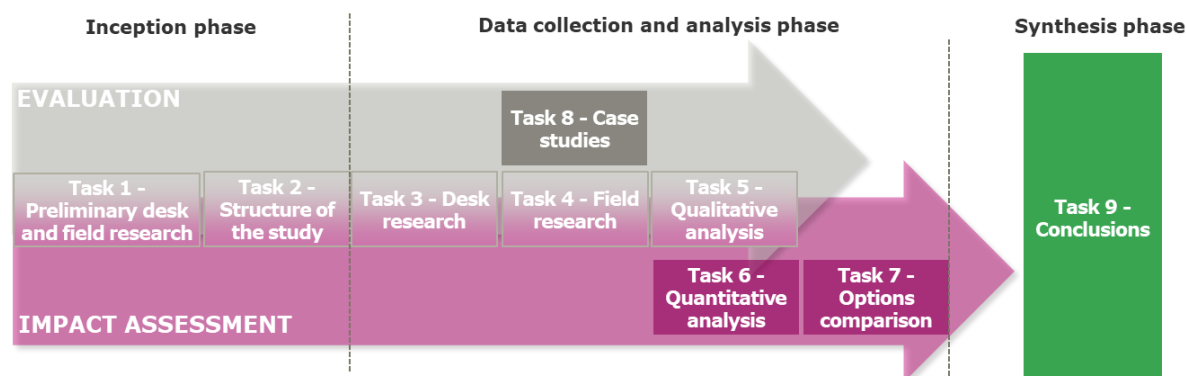 Inception phase
Data collection and analysis phase
Synthesis phase
EVALUATION
Task 8 - Case
studies
Task 1 -
Preliminary desk
and field research
Task 2 -
Structure of
the study
Task 3 - Desk
research
Task 4 - Field
research
Task 5 -
Qualitative
analysis
Task 6 -
Quantitative
analysis
Task 7 -
Options
comparison
Task 9 -
Conclusions
IMPACT ASSESSMENT